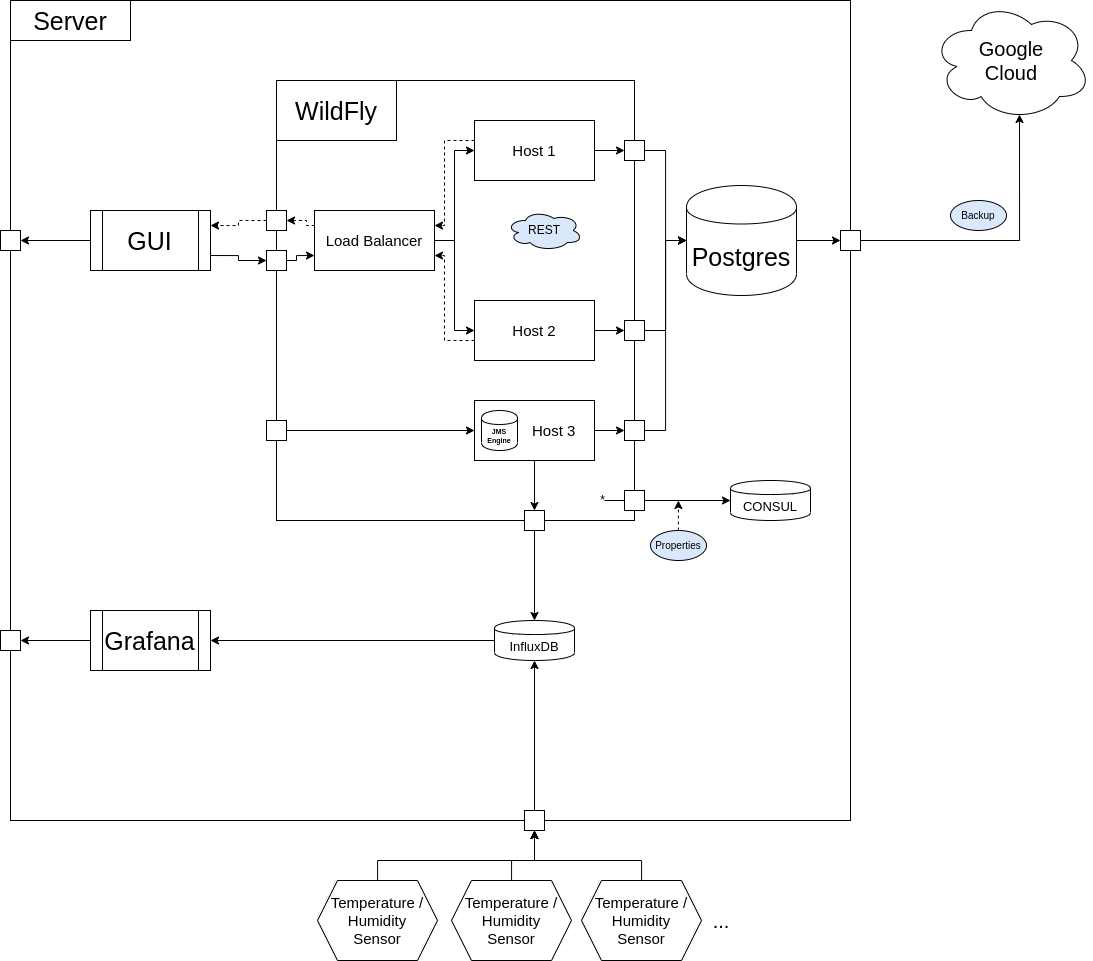 Server
Google
Cloud
WildFly
Host 1
Backup
GUI
Load Balancer
REST
Postgres
Host 2
JMS
Engine
Host 3
*
CONSUL
Properties
Grafana
InfluxDB
Temperature /
Humidity
Sensor
Temperature /
Humidity
Sensor
Temperature /
Humidity
Sensor
...